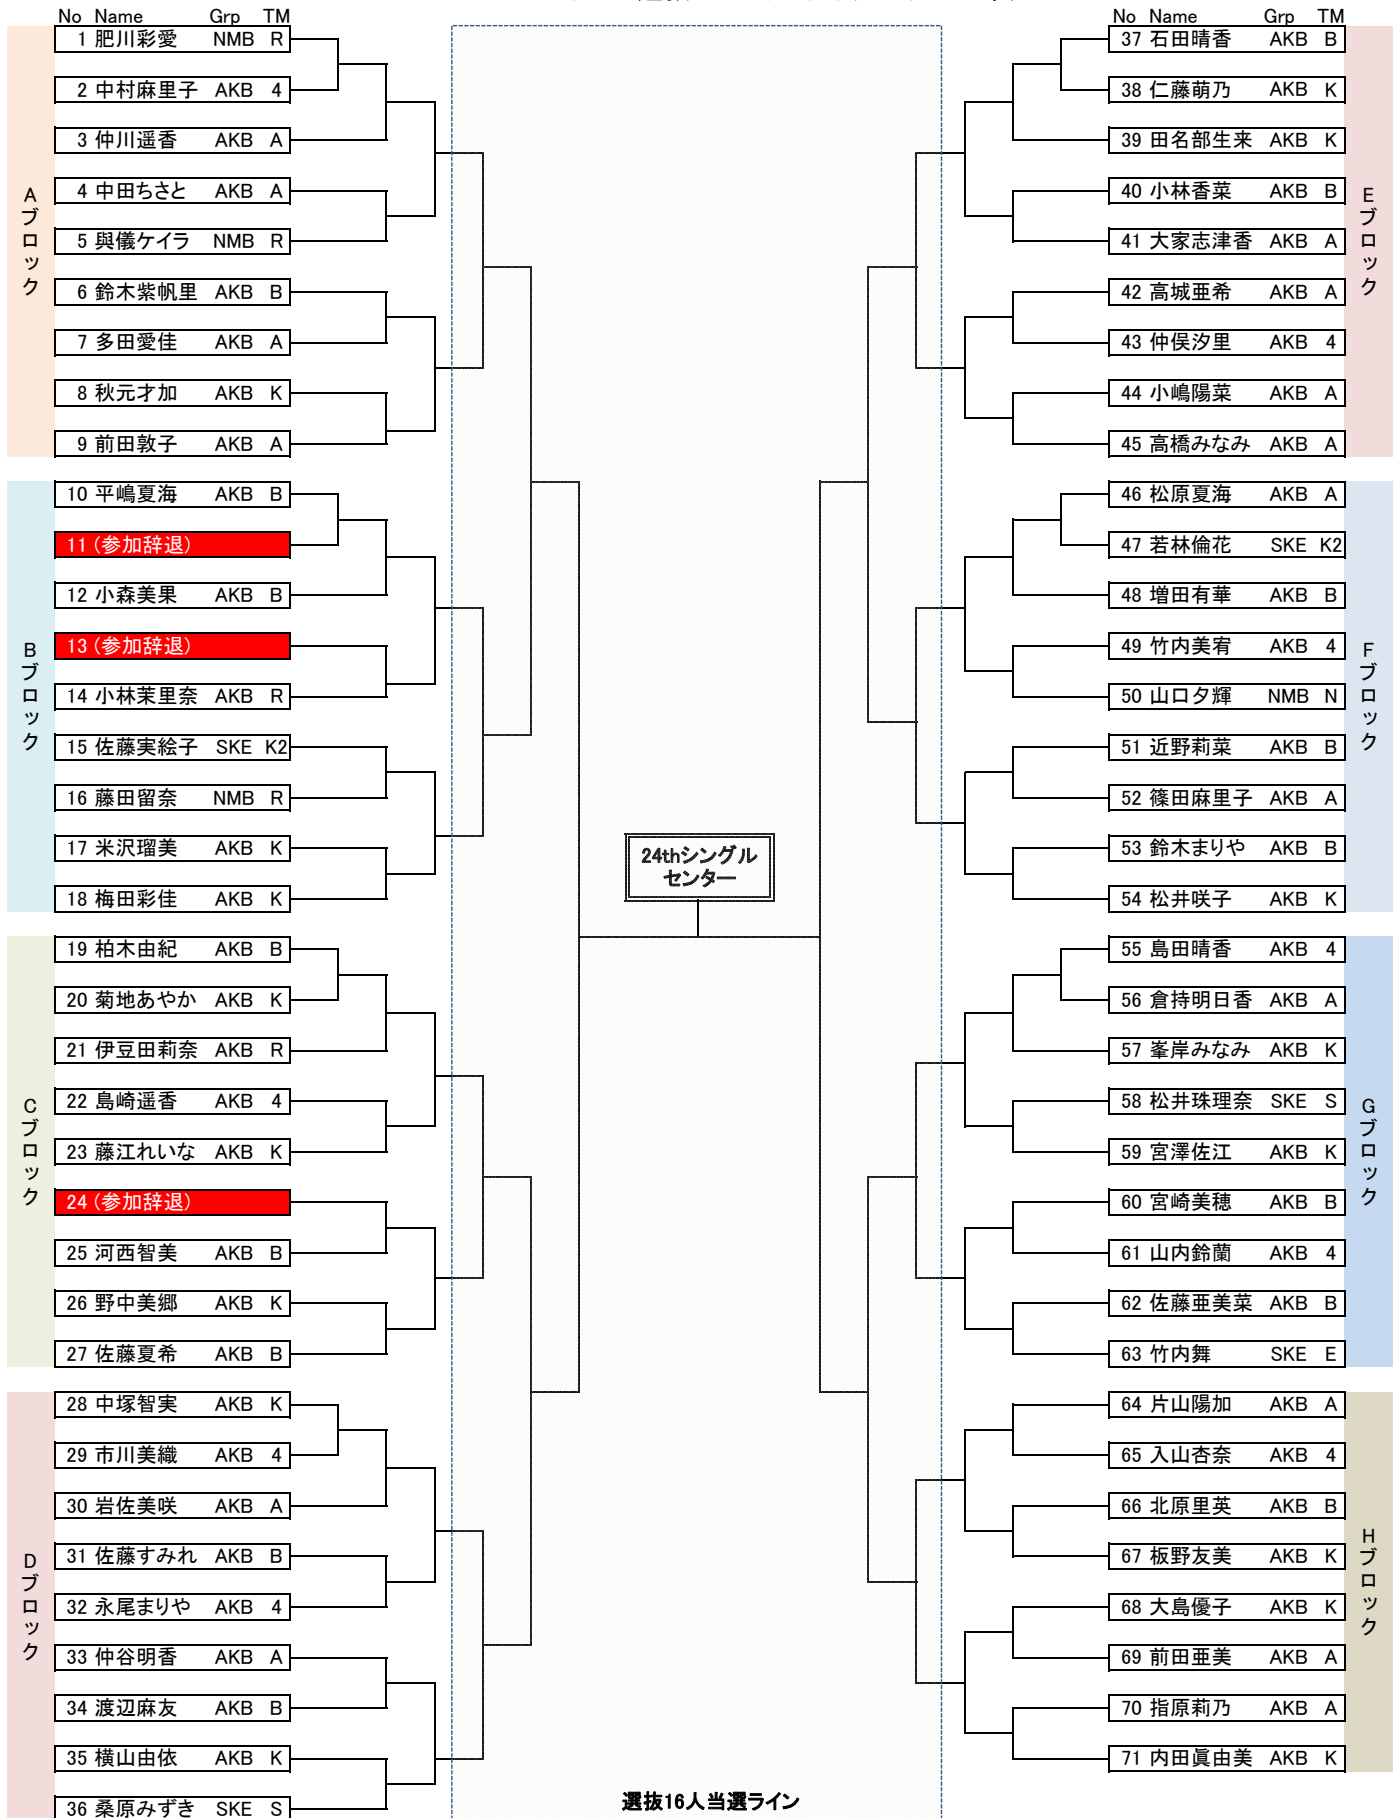 No Name Grp TM
1 肥川彩愛 NMB R
2 中村麻里子 AKB 4
3 仲川遥香 AKB A
4 中田ちさと AKB A
5 與儀ケイラ NMB R
6 鈴木紫帆里 AKB B
7 多田愛佳 AKB A
8 秋元才加 AKB K
9 前田敦子 AKB A
Aブロック
10 平嶋夏海 AKB B
11 (参加辞退)
12 小森美果 AKB B
13 (参加辞退)
14 小林茉里奈 AKB R
15 佐藤実絵子 SKE K2
16 藤田留奈 NMB R
17 米沢瑠美 AKB K
18 梅田彩佳 AKB K
Bブロック
19 柏木由紀 AKB B
20 菊地あやか AKB K
21 伊豆田莉奈 AKB R
22 島崎遥香 AKB 4
23 藤江れいな AKB K
24 (参加辞退)
25 河西智美 AKB B
26 野中美郷 AKB K
27 佐藤夏希 AKB B
Cブロック
28 中塚智実 AKB K
29 市川美織 AKB 4
30 岩佐美咲 AKB A
31 佐藤すみれ AKB B
32 永尾まりや AKB 4
33 仲谷明香 AKB A
34 渡辺麻友 AKB B
35 横山由依 AKB K
36 桑原みずき SKE S
Dブロック
24thシングル
センター
選抜16人当選ライン
No Name Grp TM
37 石田晴香 AKB B
38 仁藤萌乃 AKB K
39 田名部生来 AKB K
40 小林香菜 AKB B
41 大家志津香 AKB A
42 高城亜希 AKB A
43 仲俣汐里 AKB 4
44 小嶋陽菜 AKB A
45 高橋みなみ AKB A
Eブロック
46 松原夏海 AKB A
47 若林倫花 SKE K2
48 増田有華 AKB B
49 竹内美宥 AKB 4
50 山口夕輝 NMB N
51 近野莉菜 AKB B
52 篠田麻里子 AKB A
53 鈴木まりや AKB B
54 松井咲子 AKB K
Fブロック
55 島田晴香 AKB 4
56 倉持明日香 AKB A
57 峯岸みなみ AKB K
58 松井珠理奈 SKE S
59 宮澤佐江 AKB K
60 宮崎美穂 AKB B
61 山内鈴蘭 AKB 4
62 佐藤亜美菜 AKB B
63 竹内舞 SKE E
Gブロック
64 片山陽加 AKB A
65 入山杏奈 AKB 4
66 北原里英 AKB B
67 板野友美 AKB K
68 大島優子 AKB K
69 前田亜美 AKB A
70 指原莉乃 AKB A
71 内田眞由美 AKB K
Hブロック